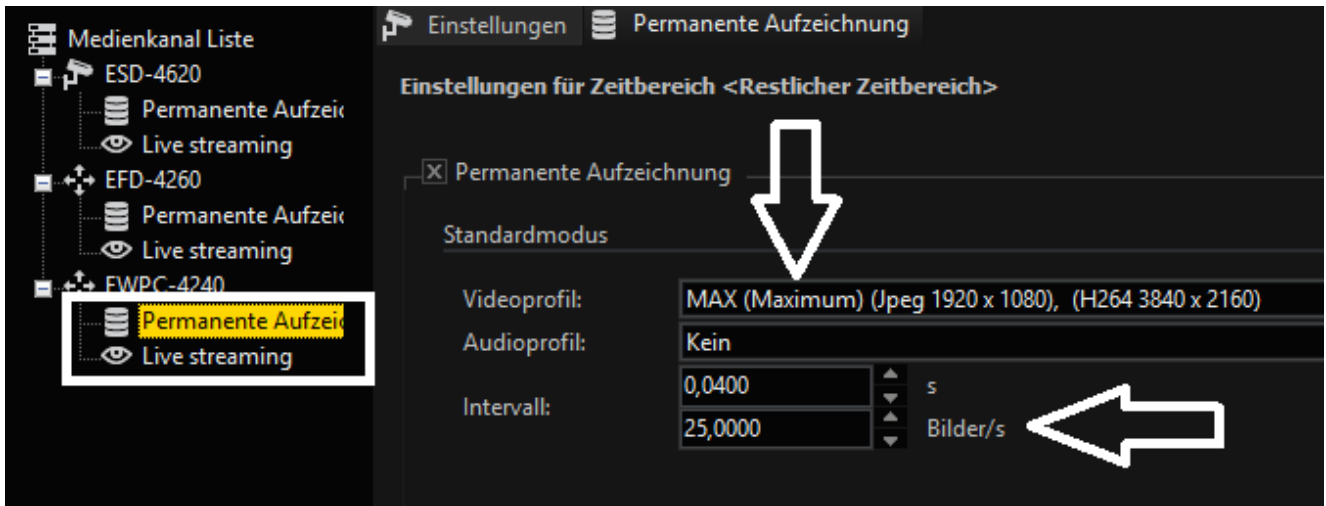 Medienkanal Liste
ESD-4620
Permanente Aufzeic
Live streaming
EFD-4260
Permanente Aufzeic
Live streaming
EWPC-4240
Permanente Aufzeic
Live streaming
Einstellungen Permanente Aufzeichnung
Einstellungen für Zeitbereich <Restlicher Zeitbereich>
Permanente Aufzeichnung
Standardmodus
Videoprofil: MAX (Maximum) (Jpeg 1920 x 1080), (H264 3840 x 2160)
Audioprofil: Kein
Intervall:
0,0400 s
25,0000 Bilder/s